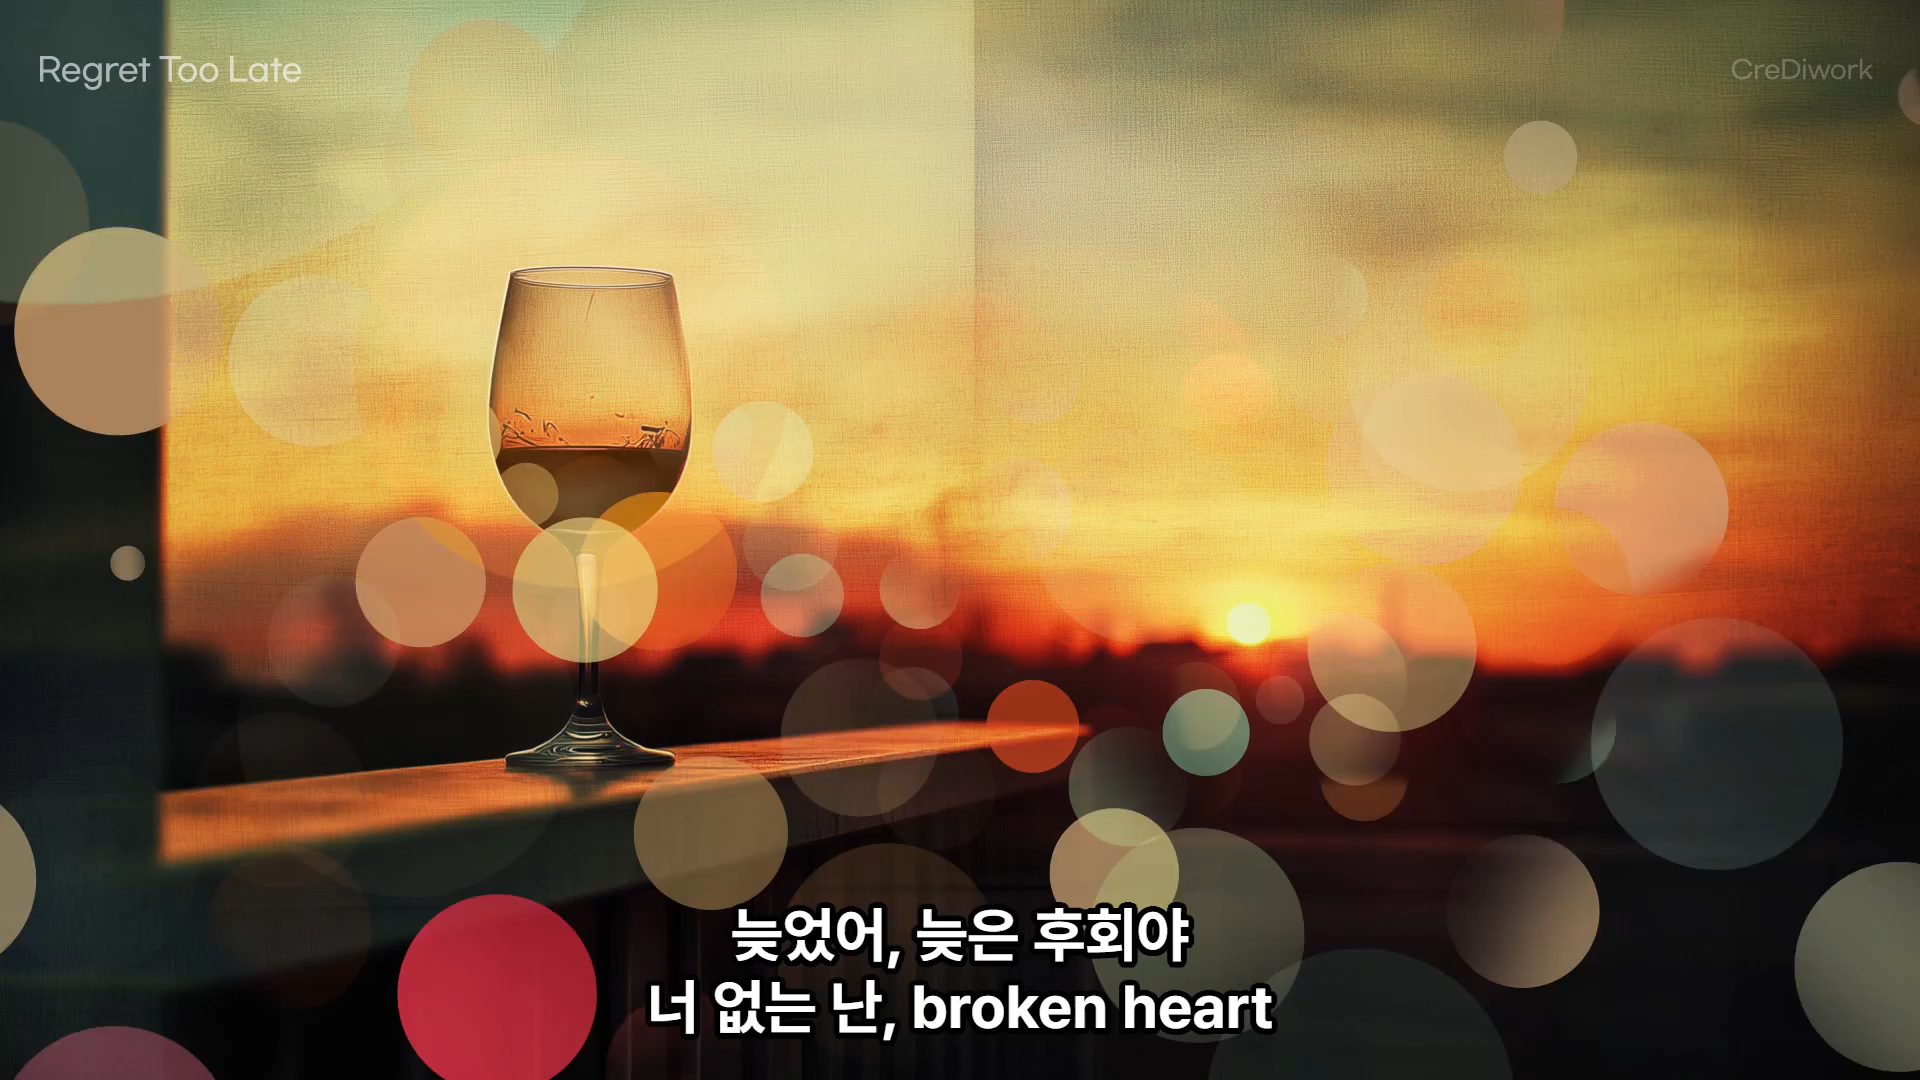 Regret Too Late
CreDiwork
늦었어, 늦은 후회야
너 없는 난, broken heart